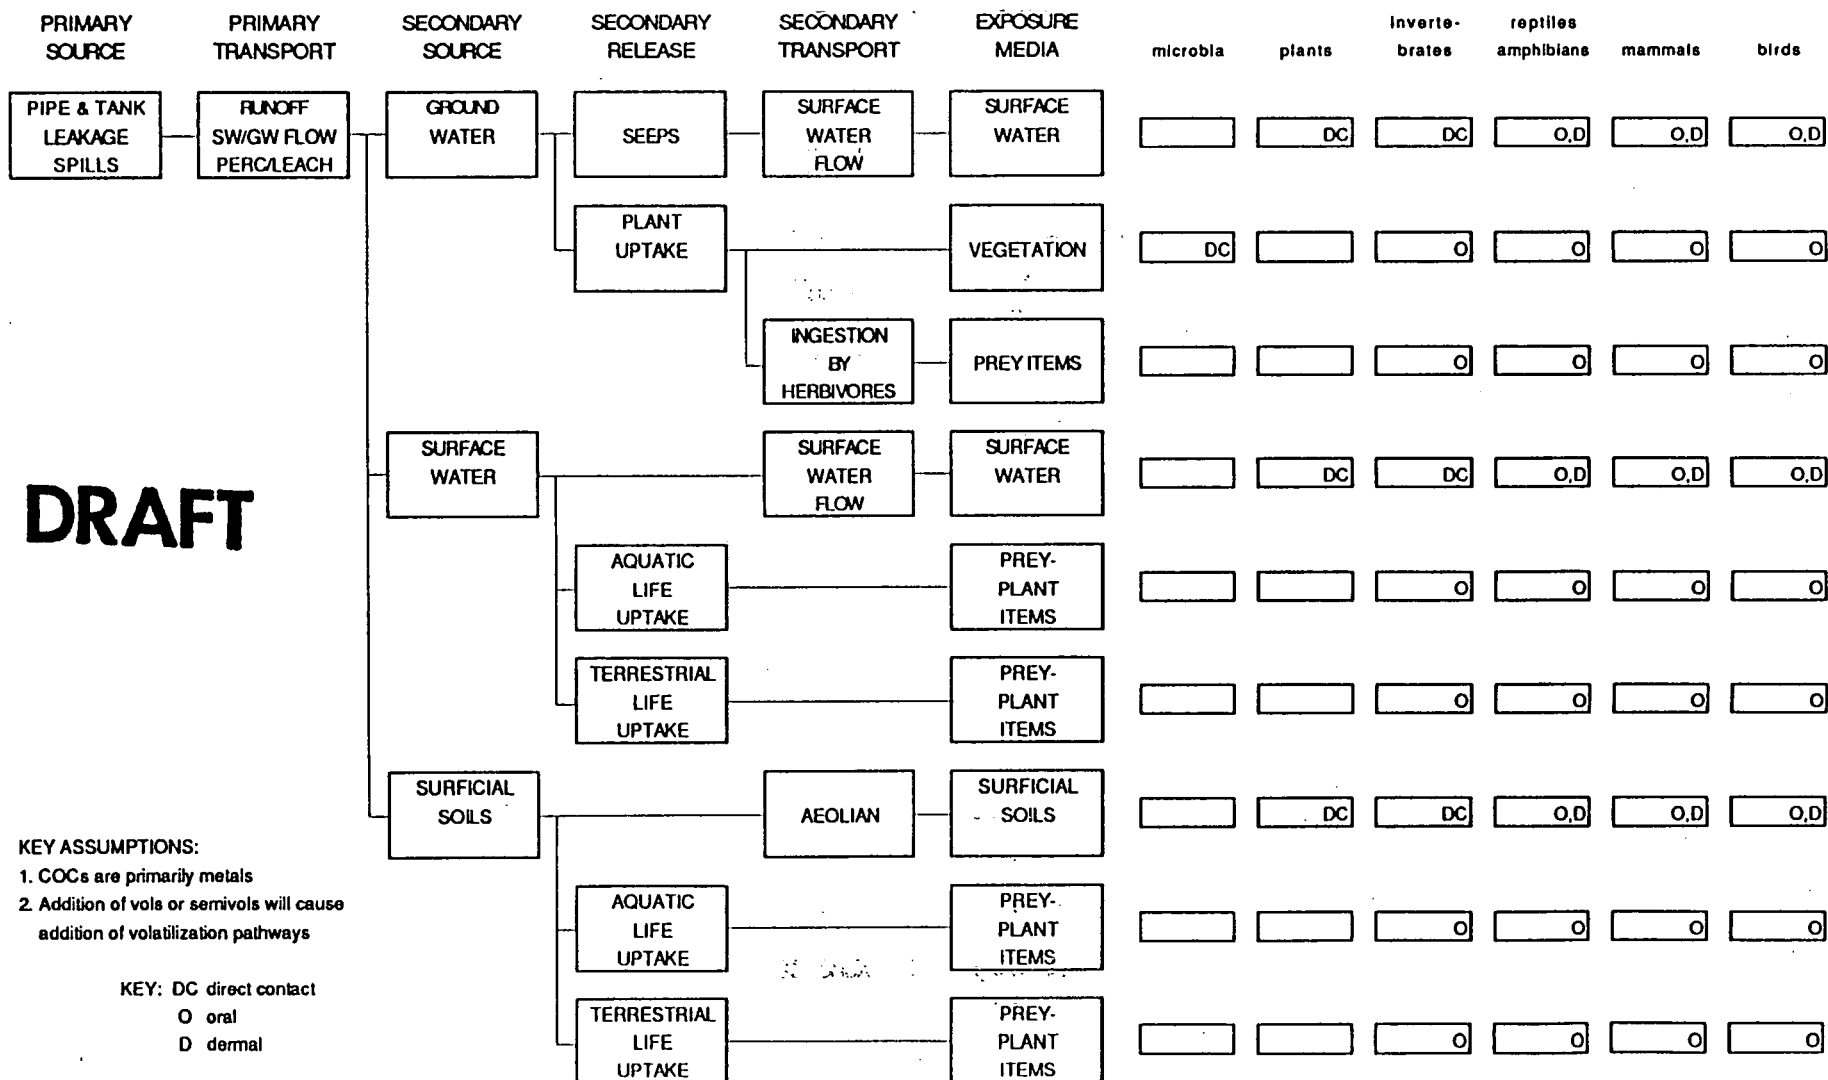 PRIMARY SOURCE
PRIMARY TRANSPORT
SECONDARY SOURCE
SECONDARY RELEASE
SECONDARY TRANSPORT
EXPOSURE MEDIA
microbia
plants
inverte-
brates
reptiles
amphibians
mammals
birds
PIPE & TANK
LEAKAGE
SPILLS
RUNOFF
SW/GW FLOW
PERC/LEACH
GROUND
WATER
SEEPS
SURFACE
WATER
FLOW
SURFACE
WATER
DC
DC
O,D
O,D
O,D
PLANT
UPTAKE
VEGETATION
DC
O
O
O
O
INGESTION
BY
HERBIVORES
PREY ITEMS
O
O
O
O
SURFACE
WATER
SURFACE
WATER
FLOW
SURFACE
WATER
DC
DC
O,D
O,D
O,D
DRAFT
AQUATIC
LIFE
UPTAKE
PREY-
PLANT
ITEMS
O
O
O
O
TERRESTRIAL
LIFE
UPTAKE
PREY-
PLANT
ITEMS
O
O
O
O
SURFICIAL
SOILS
AEOLIAN
SURFICIAL
SOILS
DC
DC
O,D
O,D
O,D
AQUATIC
LIFE
UPTAKE
PREY-
PLANT
ITEMS
O
O
O
O
TERRESTRIAL
LIFE
UPTAKE
PREY-
PLANT
ITEMS
O
O
O
O
KEY ASSUMPTIONS:
1. COCs are primarily metals
2. Addition of vols or semivols will cause
addition of volatilization pathways
KEY: DC direct contact
O oral
D dermal